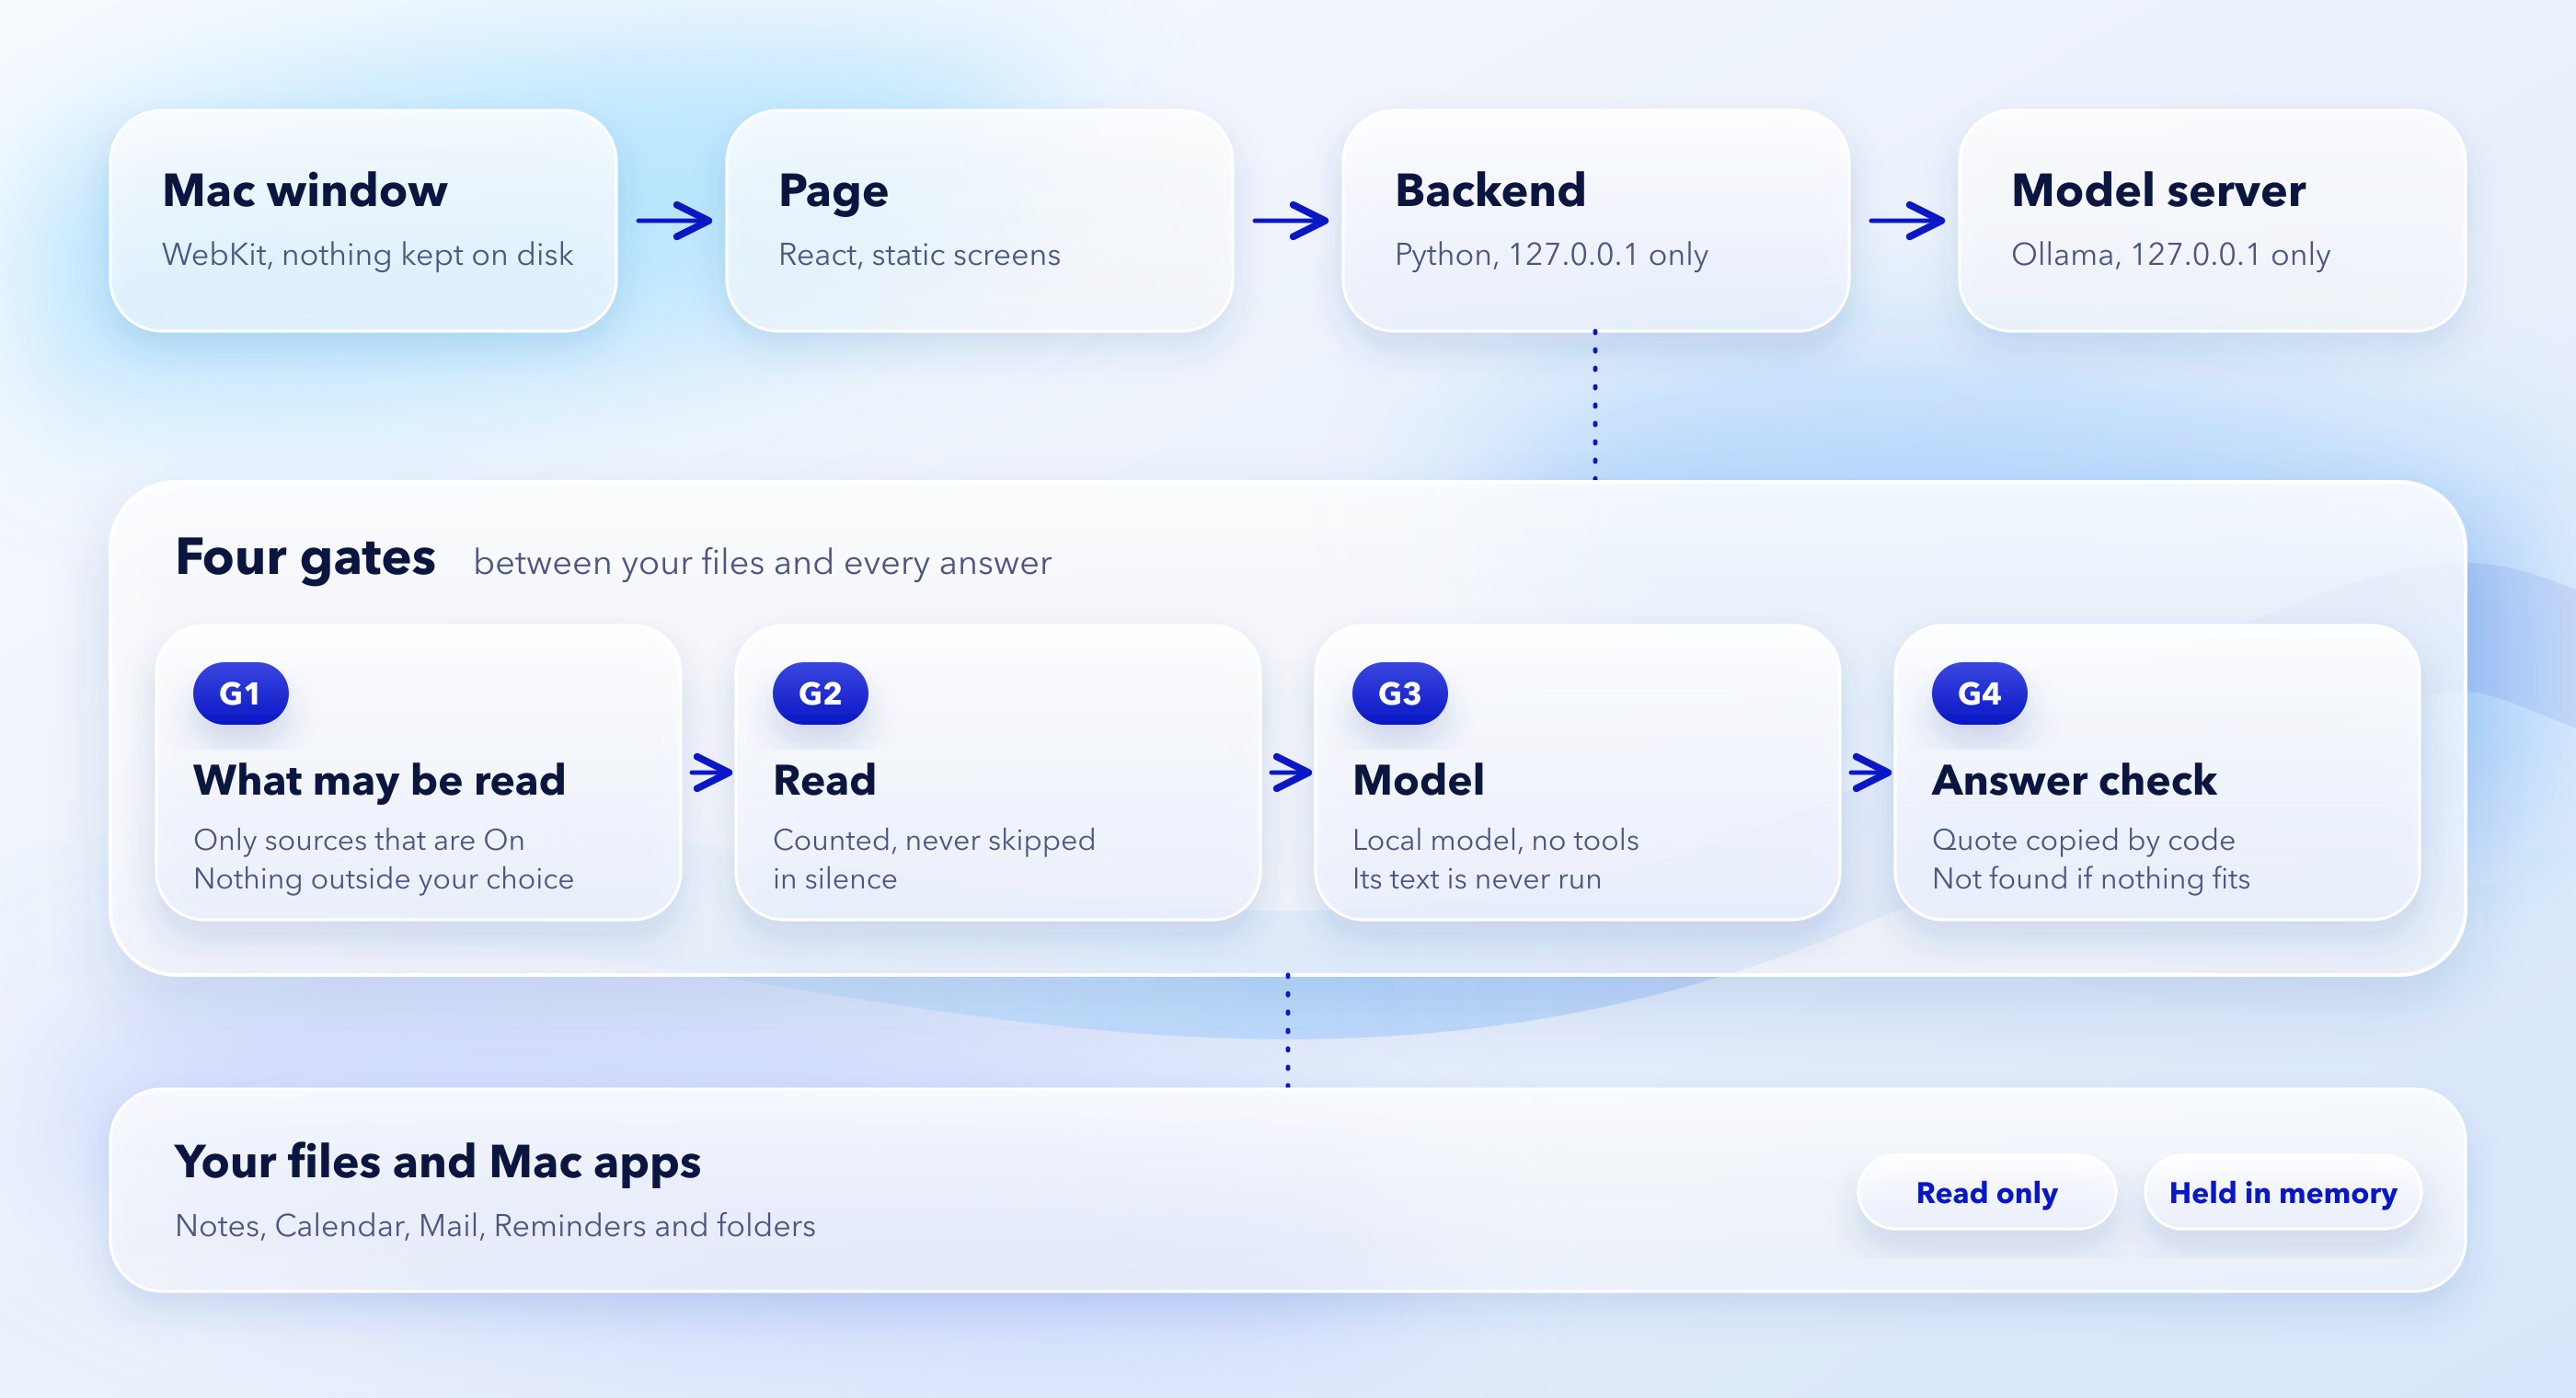 Mac window
WebKit, nothing kept on disk
Page
React, static screens
Backend
Python, 127.0.0.1 only
Model server
Ollama, 127.0.0.1 only
Four gates between your files and every answer
G1
What may be read
Only sources that are On
Nothing outside your choice
G2
Read
Counted, never skipped
in silence
G3
Model
Local model, no tools
Its text is never run
G4
Answer check
Quote copied by code
Not found if nothing fits
Your files and Mac apps
Notes, Calendar, Mail, Reminders and folders
Read only
Held in memory